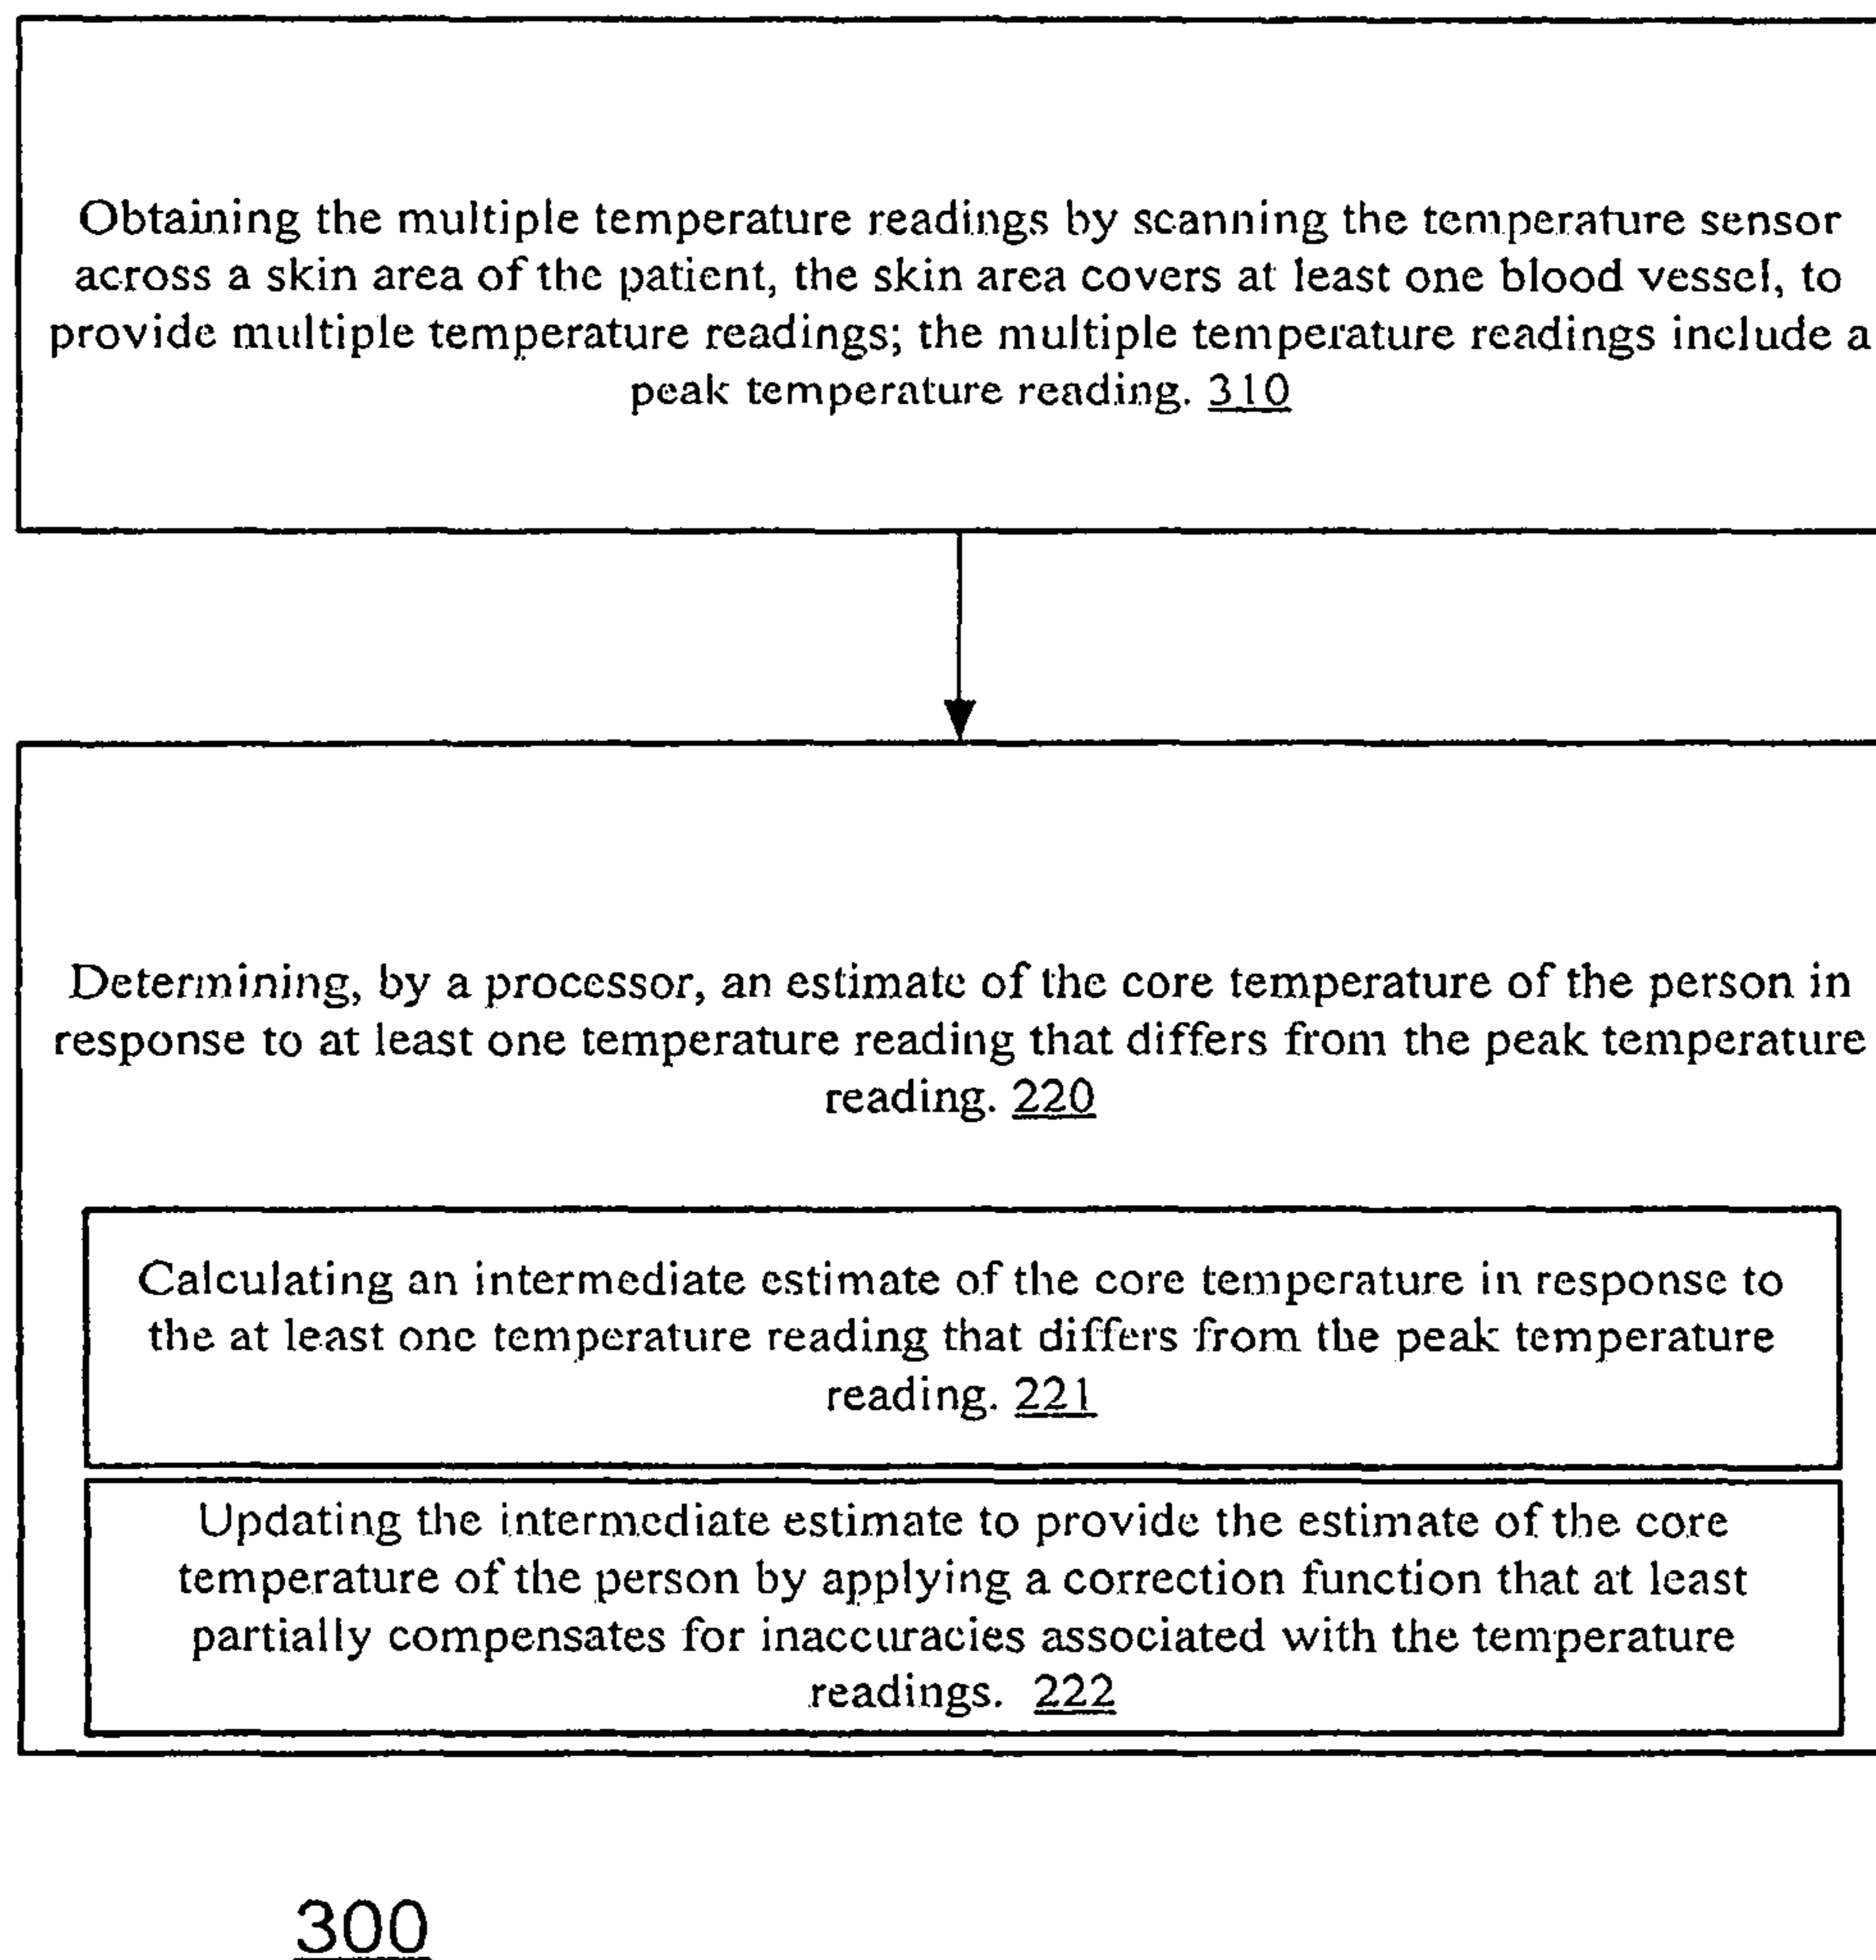 Obtaining the multiple temperature readings by scanning the temperature sensor
across a skin area of the patient, the skin area covers at least one blood vessel, to
provide multiple temperature readings; the multiple temperature readings include a
peak temperature reading. 310
Determining, by a processor, an estimate of the core temperature of the person in
response to at least one temperature reading that differs from the peak temperature
reading. 220
Calculating an intermediate estimate of the core temperature in response to
the at least one temperature reading that differs from the peak temperature
reading. 221
Updating the intermediate estimate to provide the estimate of the core
temperature of the person by applying a correction function that at least
partially compensates for inaccuracies associated with the temperature
readings. 222
300